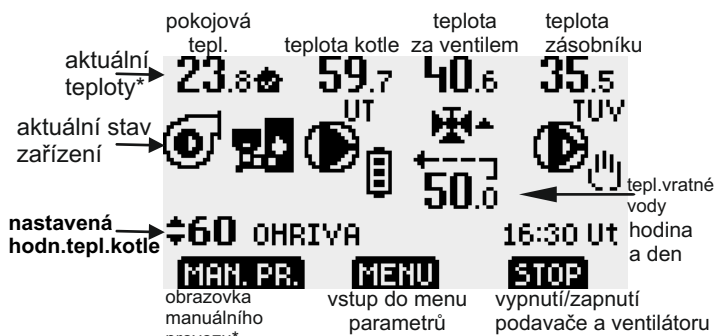 pokojová
tepl.
teplota kotle
teplota
za ventilem
teplota
zásobníku
aktuální
teploty*
23.8 59.7 40.6 35.5
UT
TUV
aktuální stav
zařízení
50.0
tepl.vratné
vody
nastavená
hodn.tepl.kotle
60 OHRIVA 16:30 Ut
hodina
a den
MAN. PR. MENU STOP
obrazovka
manuálního
provozu*
vstup do menu
parametrů
vypnutí/zapnutí
podavače a ventilátoru